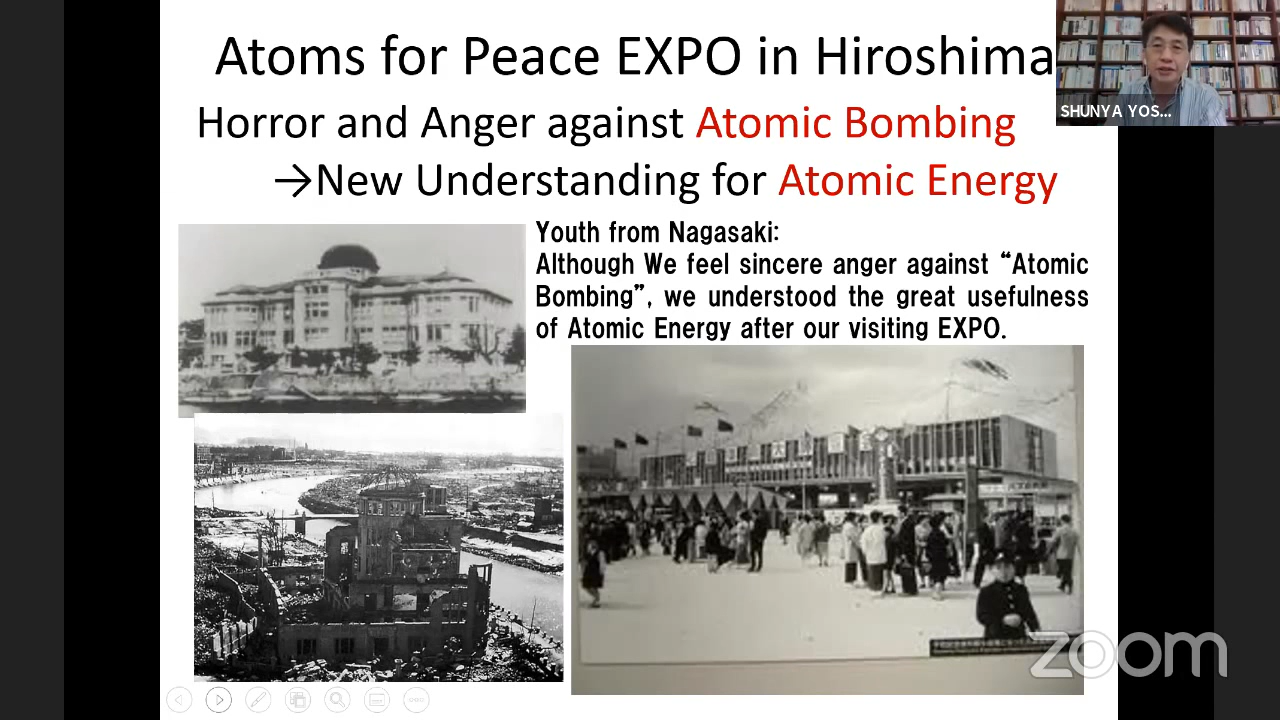 Atoms for Peace EXPO in Hiroshima
SHUNYA YOS...
Horror and Anger against Atomic Bombing
→New Understanding for Atomic Energy
Youth from Nagasaki:
Although We feel sincere anger against “Atomic
Bombing”, we understood the great usefulness
of Atomic Energy after our visiting EXPO.
zoom